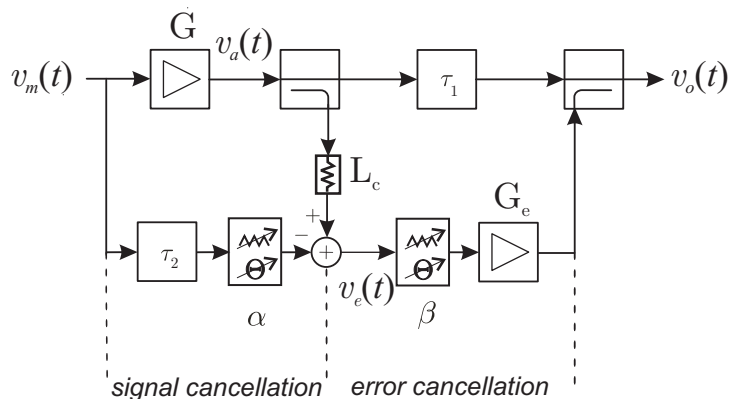 G
v_a(t)
v_m(t)
τ_1
v_o(t)
L_c
G_e
+
−
+
τ_2
Θ
Θ
v_e(t)
α
β
signal cancellation
error cancellation